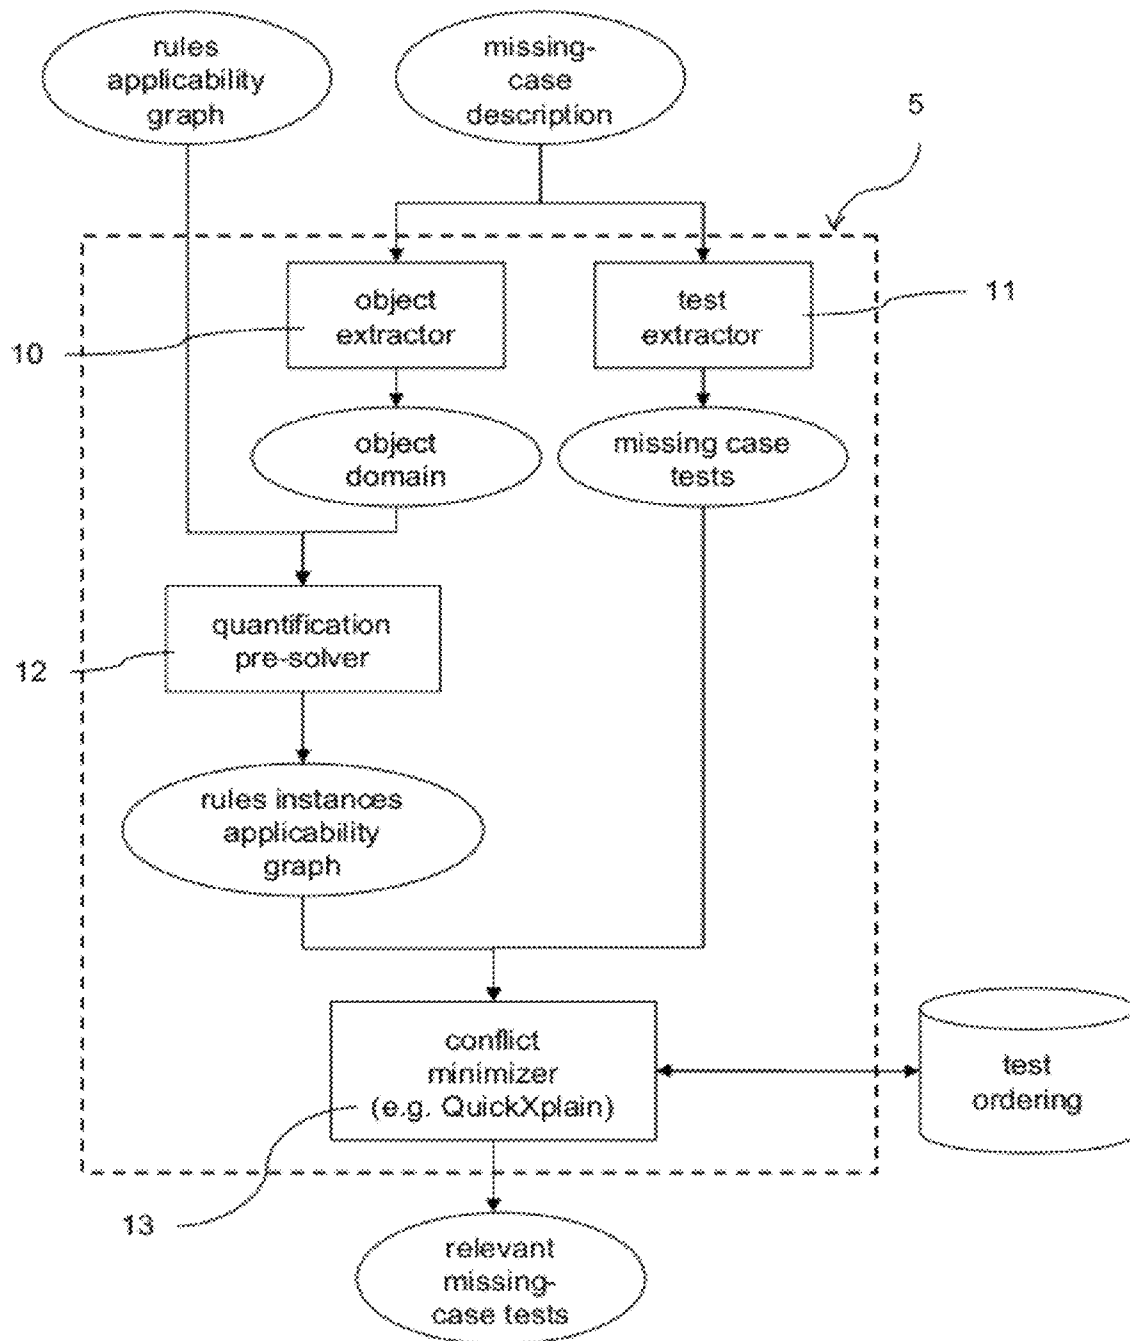 rules
applicability
graph
missing-
case
description
5
object
extractor
test
extractor
11
10
object
domain
missing case
tests
quantification
pre-solver
12
rules instances
applicability
graph
conflict
minimizer
(e.g. QuickXplain)
test
ordering
13
relevant
missing-
case tests